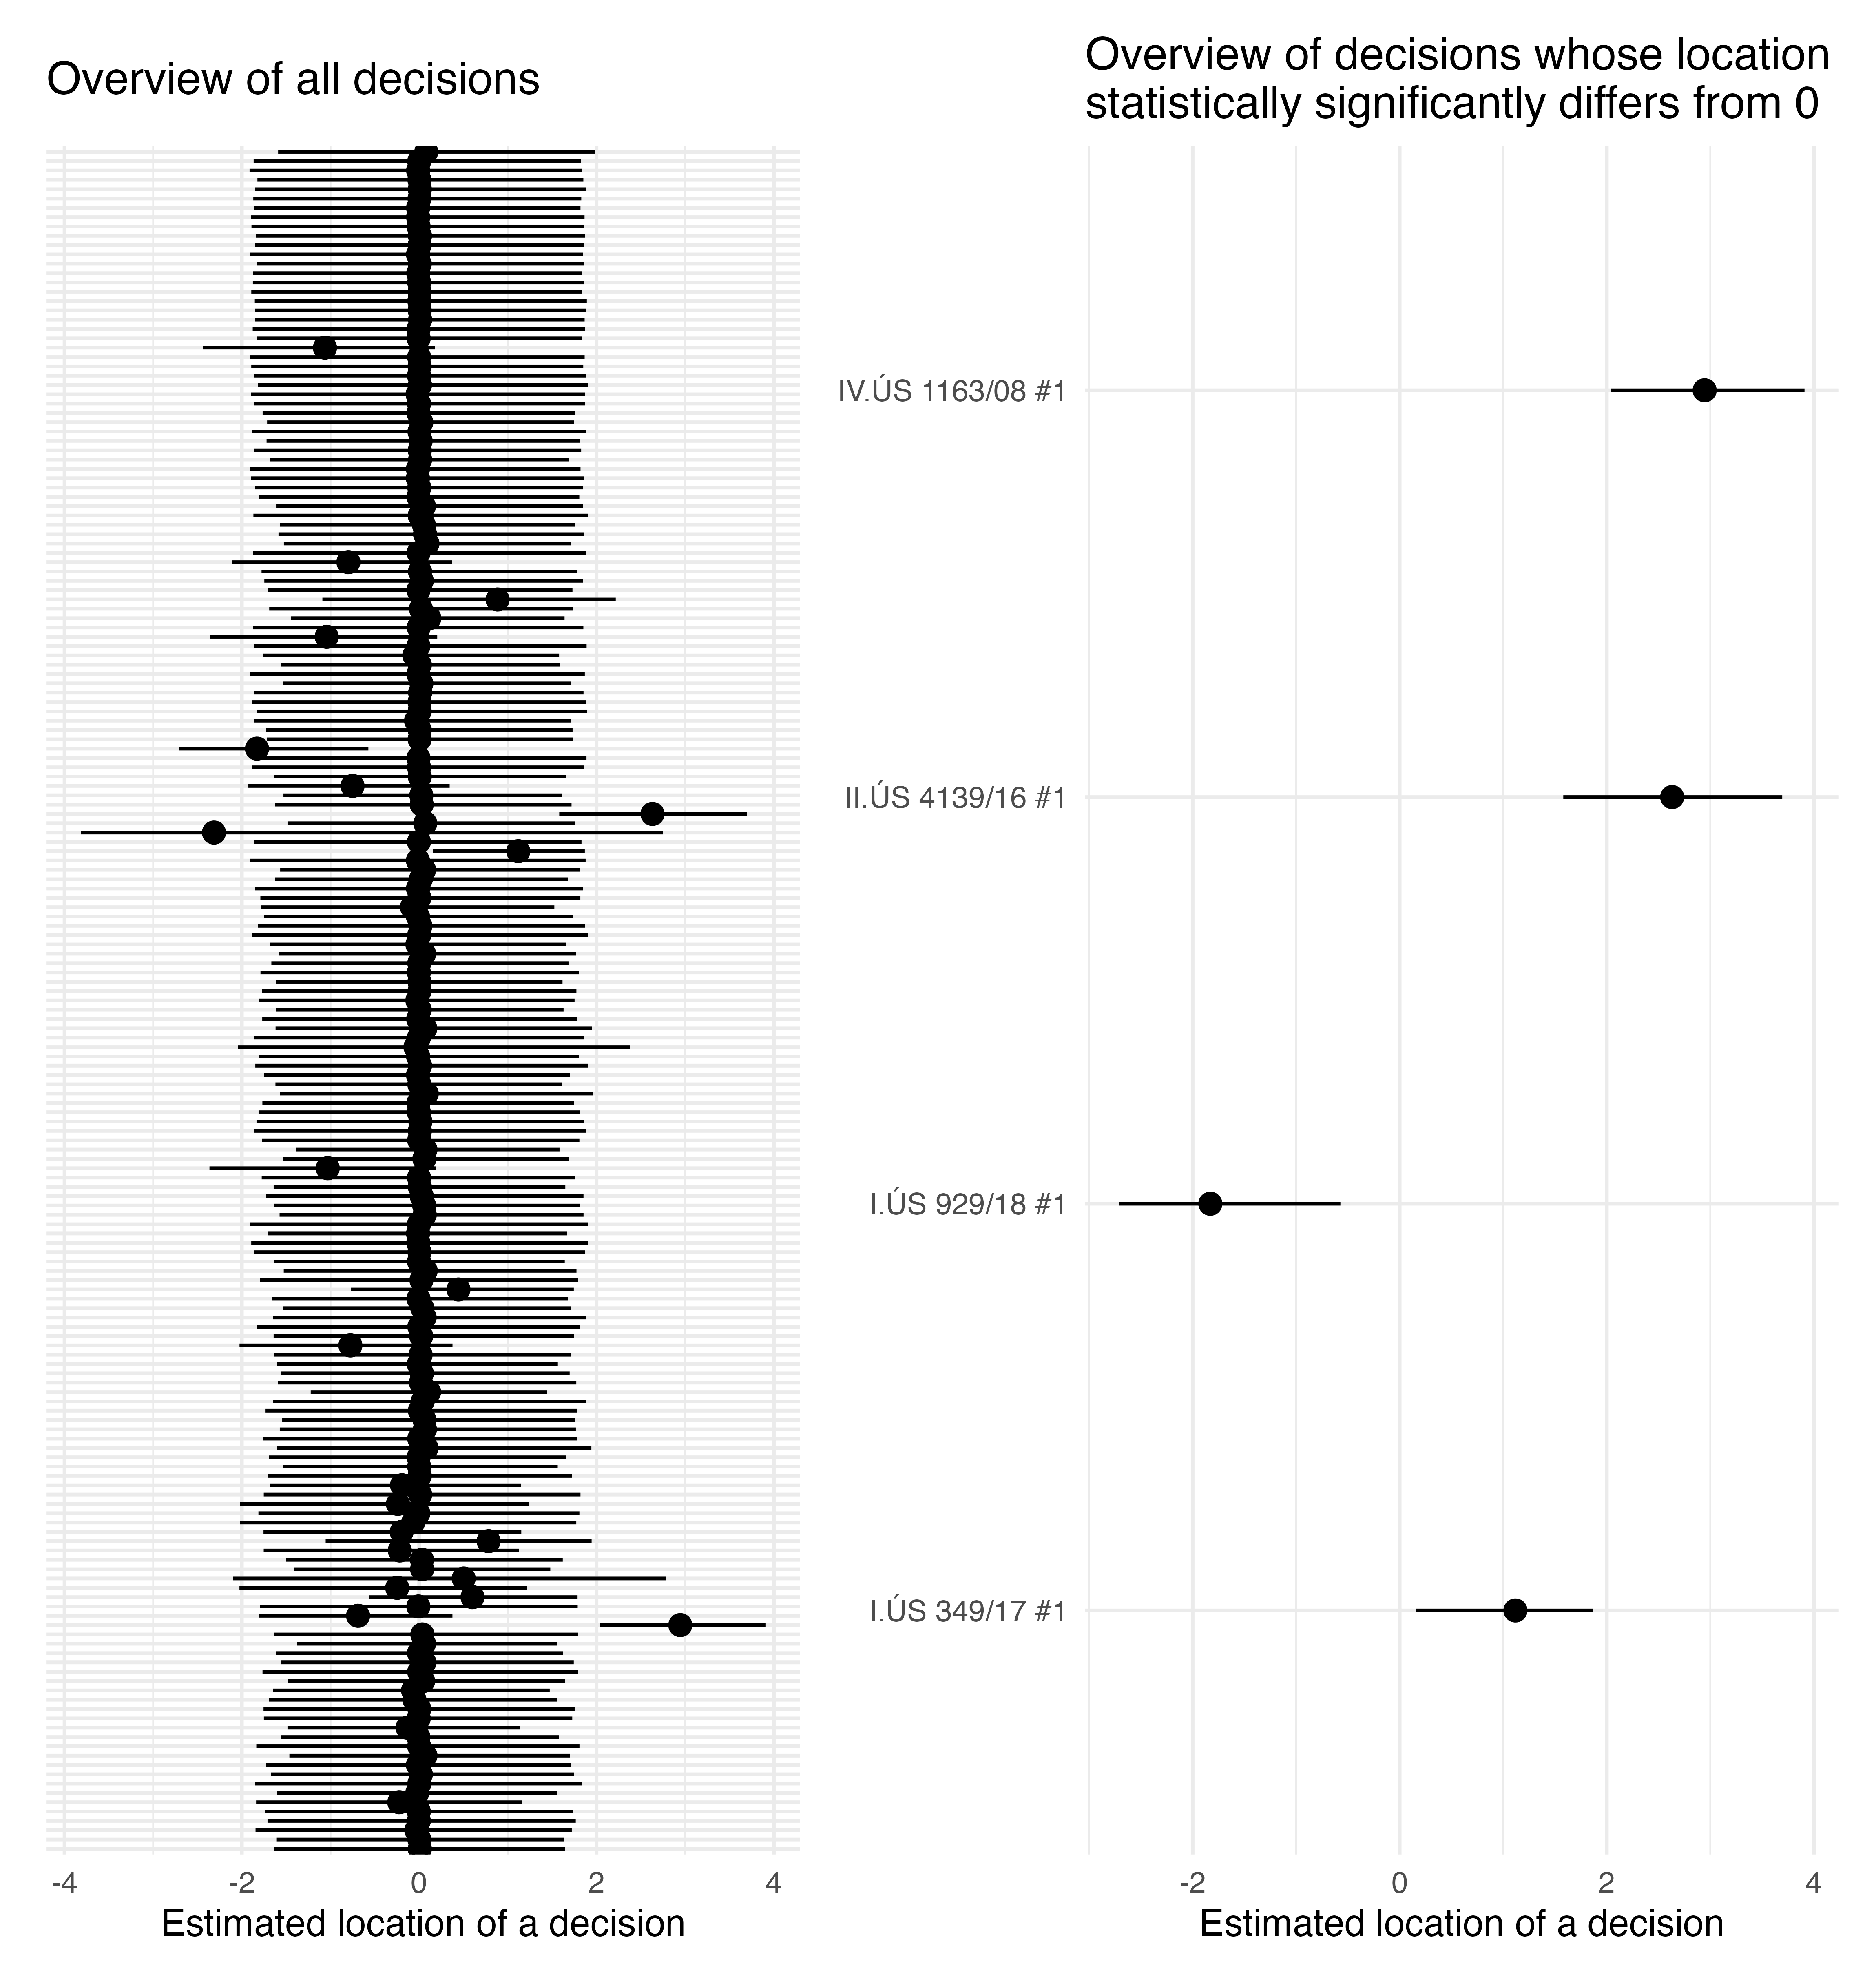 Overview of all decisions
-4
-2
0
2
4
Estimated location of a decision
Overview of decisions whose location
statistically significantly differs from 0
IV.ÚS 1163/08 #1
II.ÚS 4139/16 #1
I.ÚS 929/18 #1
I.ÚS 349/17 #1
-2
0
2
4
Estimated location of a decision